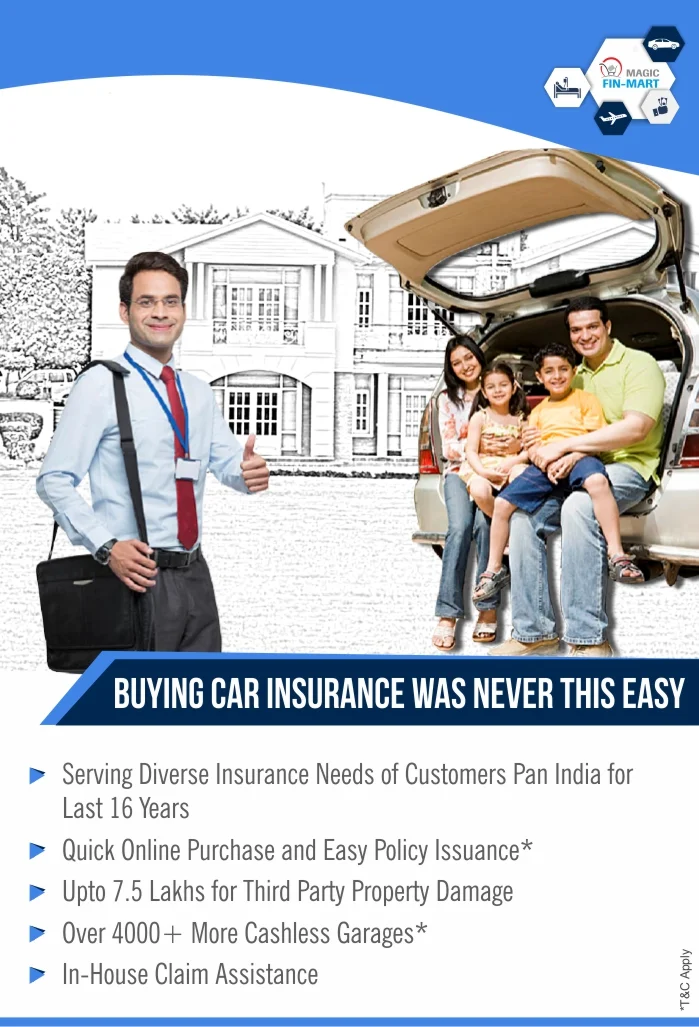 MAGIC
FIN-MART
BUYING CAR INSURANCE WAS NEVER THIS EASY
Serving Diverse Insurance Needs of Customers Pan India for
Last 16 Years
Quick Online Purchase and Easy Policy Issuance*
Upto 7.5 Lakhs for Third Party Property Damage
Over 4000+ More Cashless Garages*
In-House Claim Assistance
*T&C Apply